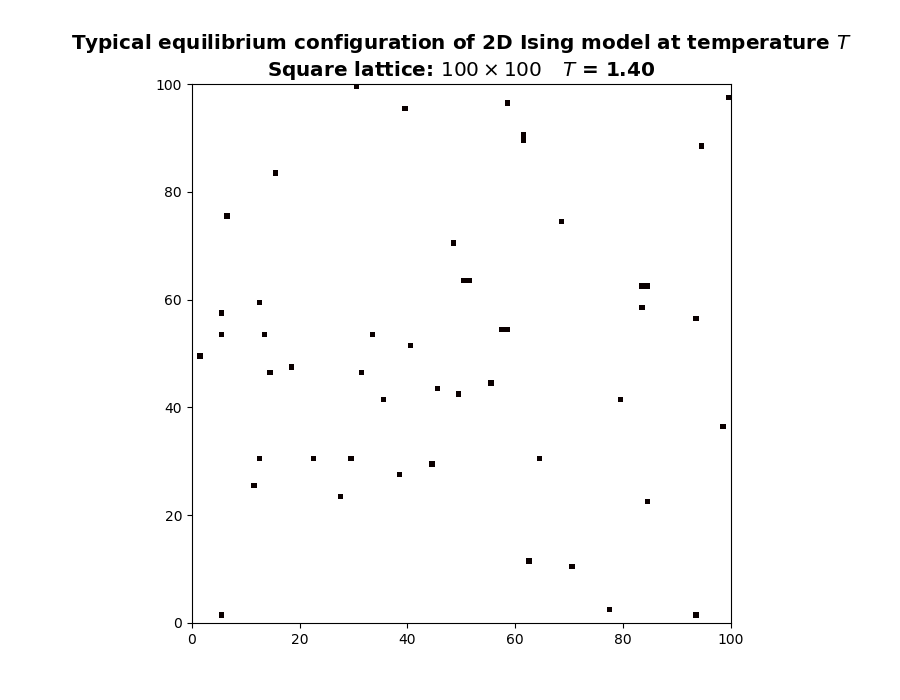 Typical equilibrium configuration of 2D Ising model at temperature T
Square lattice: 100 × 100 T = 1.40
100
80
60
40
20
0
0 20 40 60 80 100